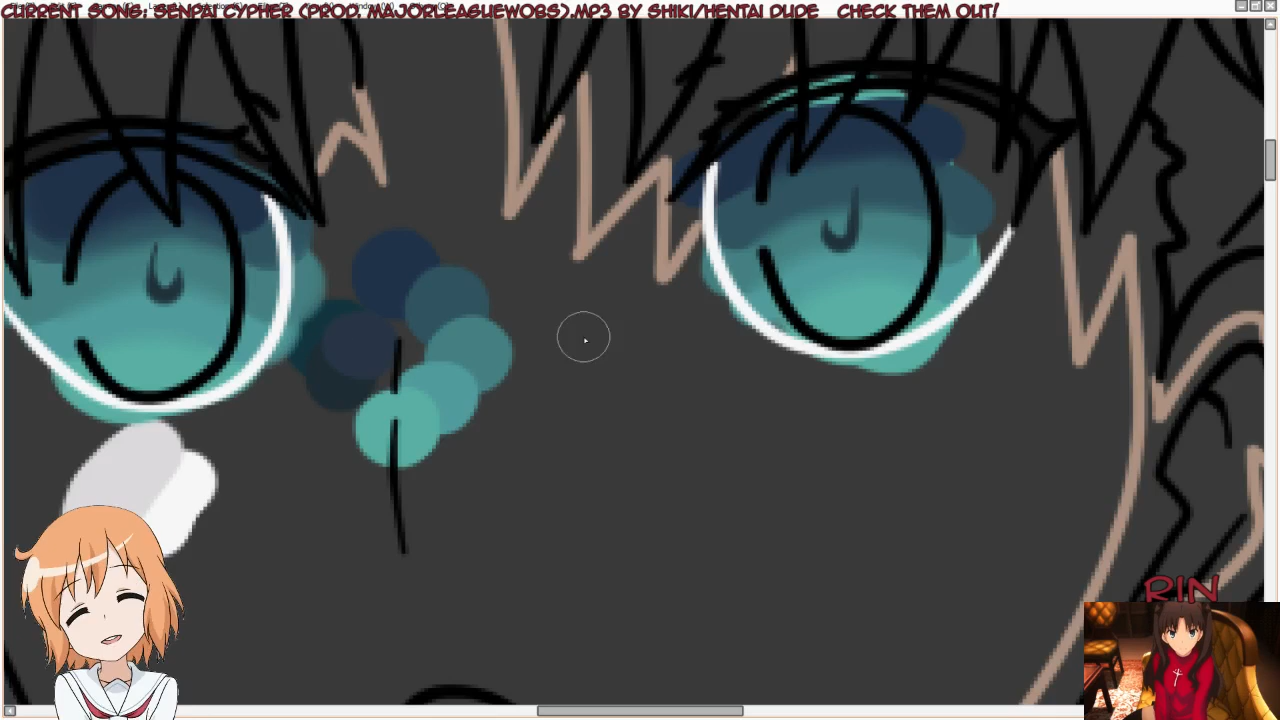 CURRENT SONG: SENPAI CYPHER (PROD. MAJORLEAGUEWOBS).MP3 BY SHIKI/HENTAI DUDE CHECK THEM OUT!
RIN